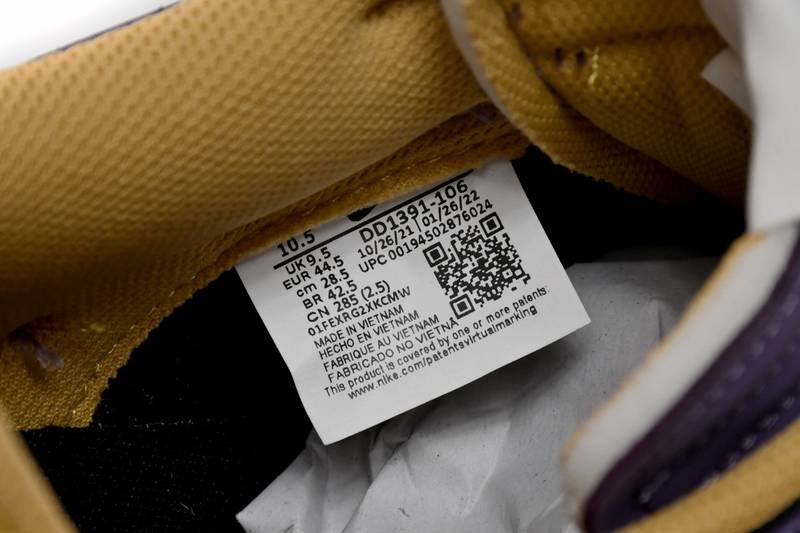 10.5
DD1391-106
UK 9.5
10/26/21 01/26/22
EUR 44.5
UPC 00194502876024
cm 28.5
BR 42.5
CN 285 (2.5)
01FEXRG2XKCMW
MADE IN VIETNAM
HECHO EN VIETNAM
FABRIQUE AU VIETNAM
FABRICADO NO VIETNÃ
This product is covered by one or more patents:
www.nike.com/patentsvirtualmarking